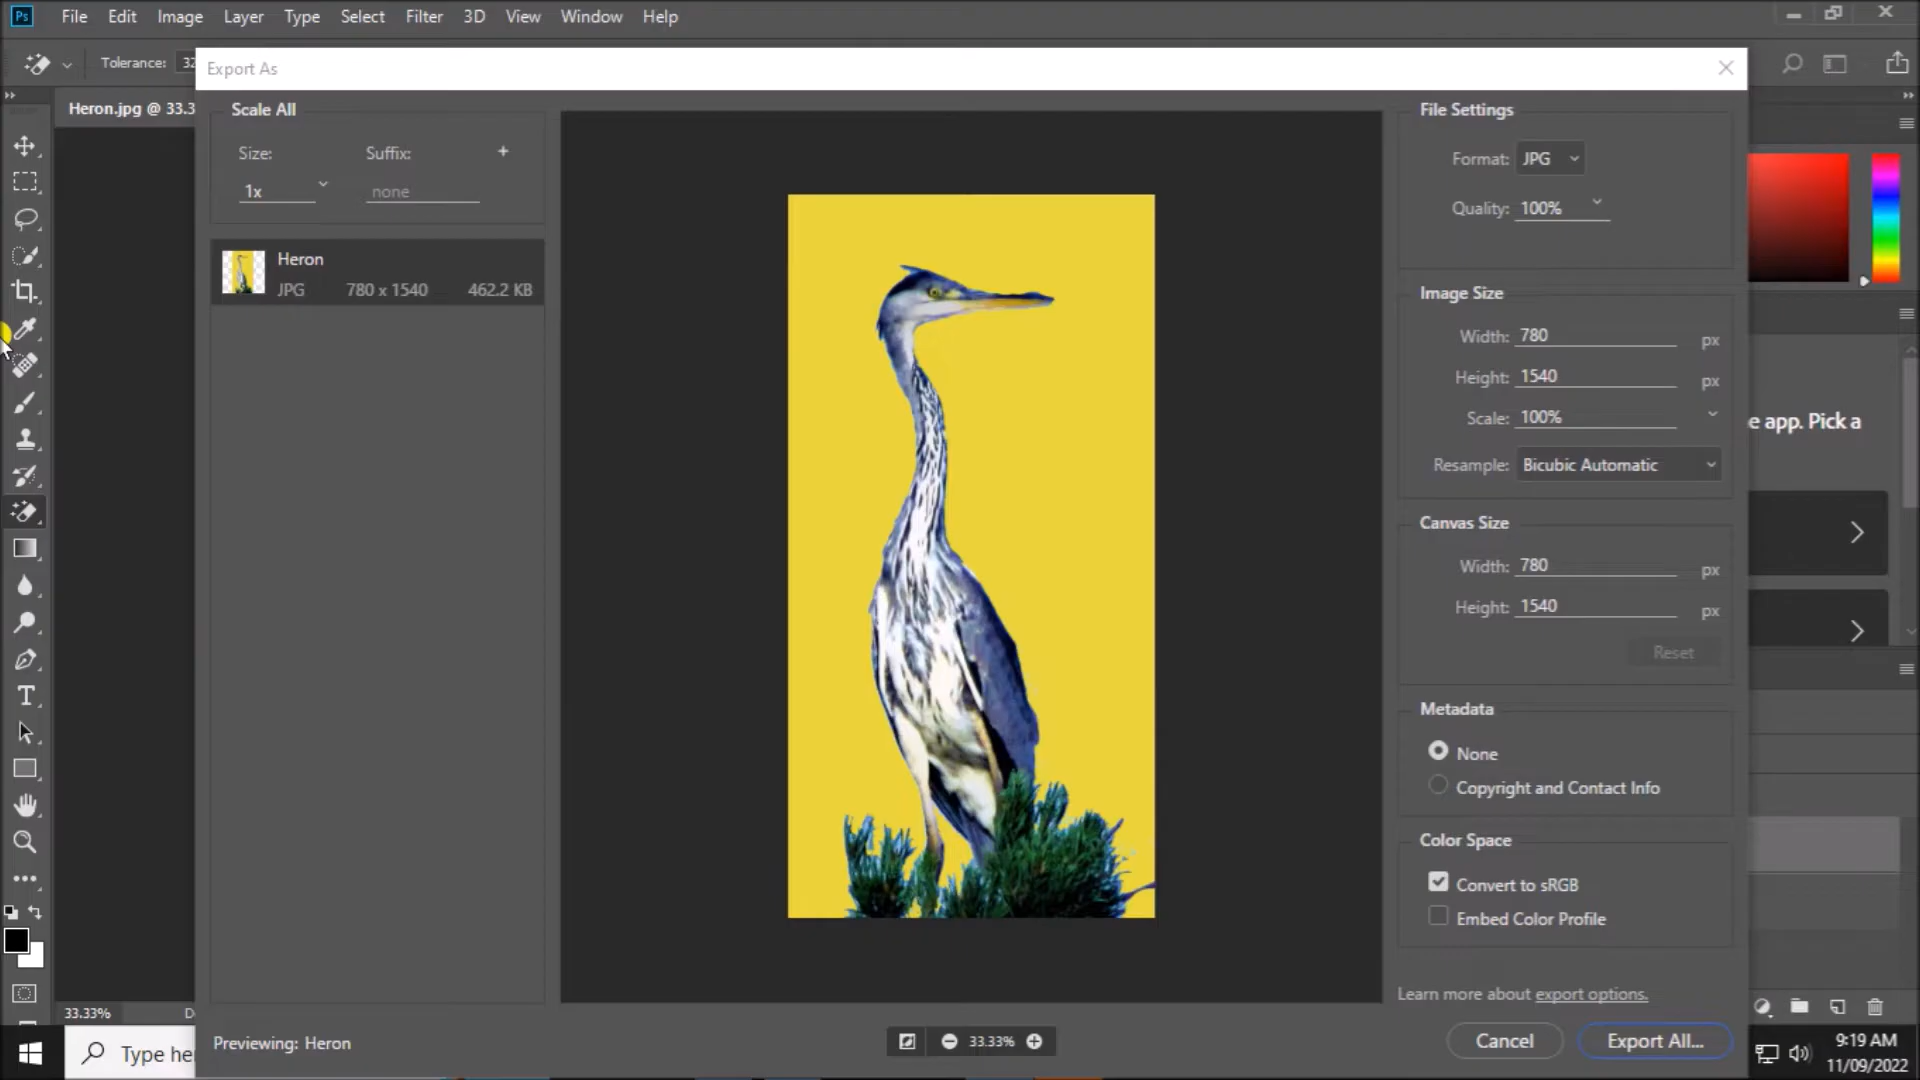 Ps File Edit Image Layer Type Select Filter 3D View Window Help
Tolerance: 32
Export As
Heron.jpg @ 33.3
Scale All
Size: Suffix: +
1x none
Heron
JPG 780 x 1540 462.2 KB
File Settings
Format: JPG
Quality: 100%
Image Size
Width: 780 px
Height: 1540 px
Scale: 100%
Resample: Bicubic Automatic
e app. Pick a
Canvas Size
Width: 780 px
Height: 1540 px
Reset
Metadata
None
Copyright and Contact Info
Color Space
Convert to sRGB
Embed Color Profile
Learn more about export options.
33.33% D
Previewing: Heron
33.33%
Cancel Export All...
Type he
9:19 AM
11/09/2022